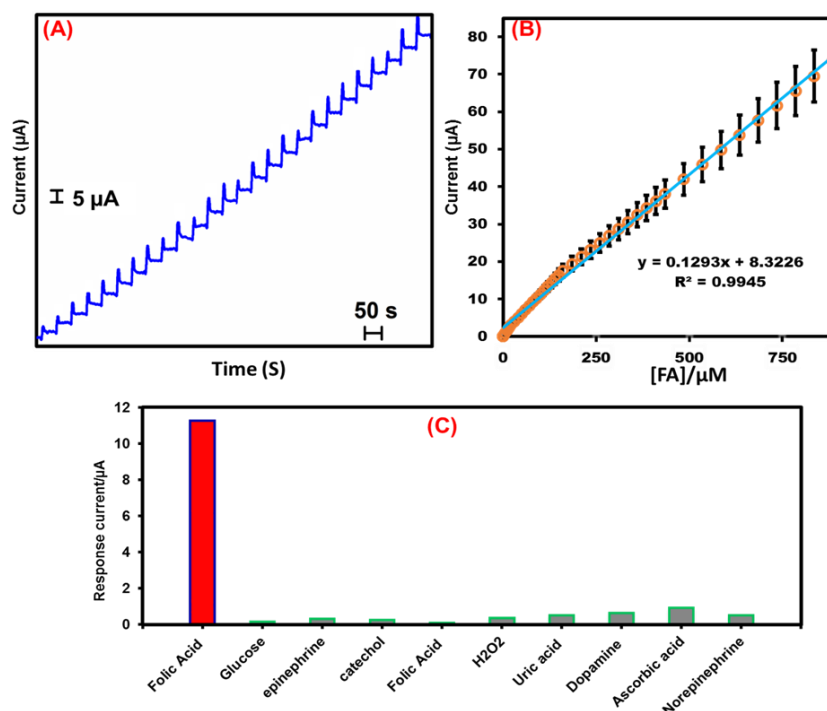 (A)
Current (µA)
5 µA
50 s
Time (S)
(B)
Current (µA)
80
70
60
50
40
30
20
10
0
y = 0.1293x + 8.3226
R² = 0.9945
0 250 500 750
[FA]/µM
(C)
Response current/µA
12
10
8
6
4
2
0
Folic Acid
Glucose
epinephrine
catechol
Folic Acid
H2O2
Uric acid
Dopamine
Ascorbic acid
Norepinephrine